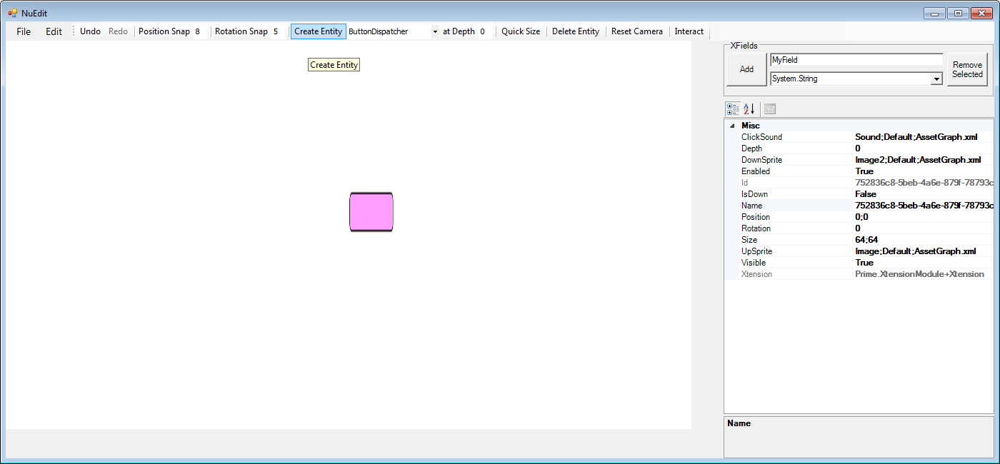 NuEdit
File Edit Undo Redo Position Snap 8 Rotation Snap 5 Create Entity ButtonDispatcher at Depth 0 Quick Size Delete Entity Reset Camera Interact
Create Entity
XFields
Add
MyField
System.String
Remove
Selected
Misc
ClickSound Sound;Default;AssetGraph.xml
Depth 0
DownSprite Image2;Default;AssetGraph.xml
Enabled True
Id 752836c8-5beb-4a6e-879f-78793c
IsDown False
Name 752836c8-5beb-4a6e-879f-78793c
Position 0;0
Rotation 0
Size 64;64
UpSprite Image;Default;AssetGraph.xml
Visible True
Xtension Prime.XtensionModule+Xtension
Name